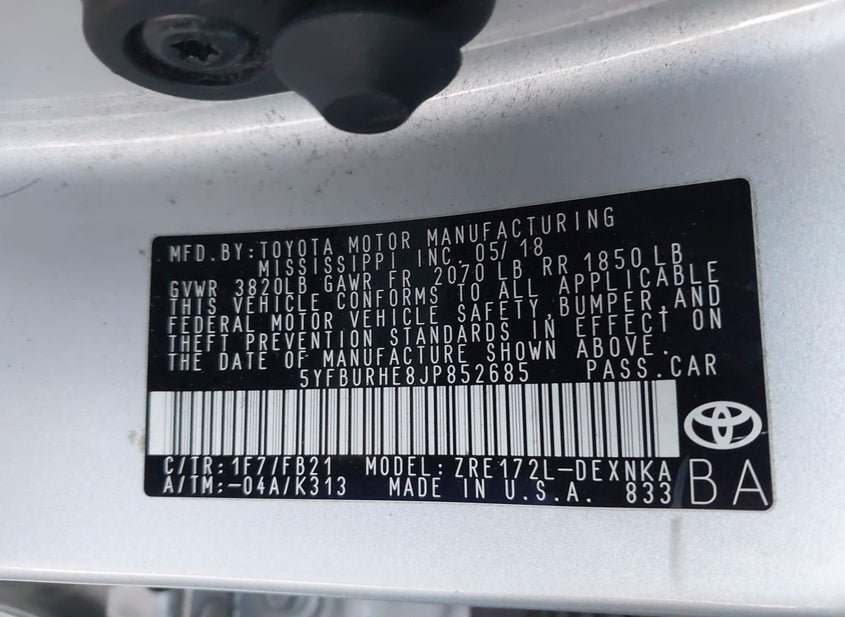 MFD.BY:TOYOTA MOTOR MANUFACTURING
MISSISSIPPI INC. 05/18
GVWR 3820LB GAWR FR 2070 LB RR 1850 LB
THIS VEHICLE CONFORMS TO ALL APPLICABLE
FEDERAL MOTOR VEHICLE SAFETY,BUMPER,AND
THEFT PREVENTION STANDARDS IN EFFECT ON
THE DATE OF MANUFACTURE SHOWN ABOVE.
5YFBURHE8JP852685 PASS.CAR
C/TR:1F7/FB21 MODEL:ZRE172L-DEXNKA
A/TM:-04A/K313 MADE IN U.S.A. 833 BA